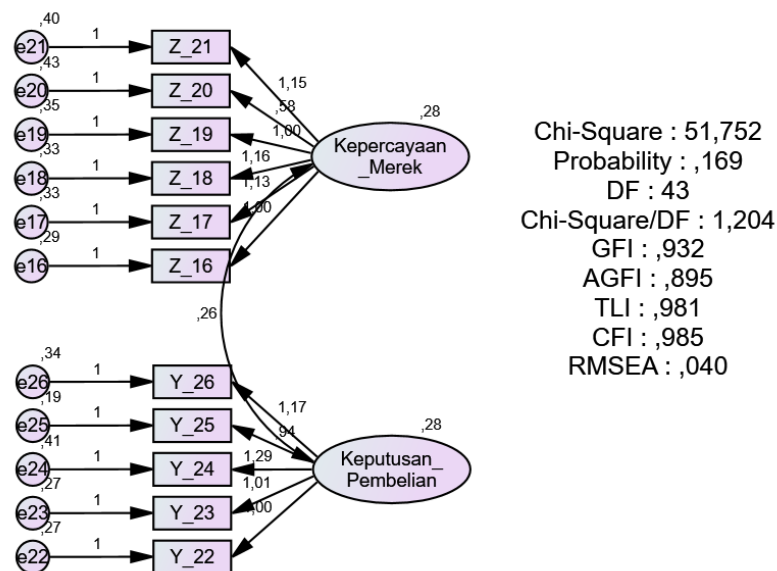 ,40
e21
1
Z_21
,43
e20
1
Z_20
,35
e19
1
Z_19
,33
e18
1
Z_18
,33
e17
1
Z_17
,29
e16
1
Z_16
1,15
,58
1,00
1,16
1,13
1,00
,28
Kepercayaan
_Merek
,26
,34
e26
1
Y_26
,19
e25
1
Y_25
,41
e24
1
Y_24
,27
e23
1
Y_23
,27
e22
1
Y_22
1,17
,94
1,29
1,01
1,00
,28
Keputusan_
Pembelian
Chi-Square : 51,752
Probability : ,169
DF : 43
Chi-Square/DF : 1,204
GFI : ,932
AGFI : ,895
TLI : ,981
CFI : ,985
RMSEA : ,040